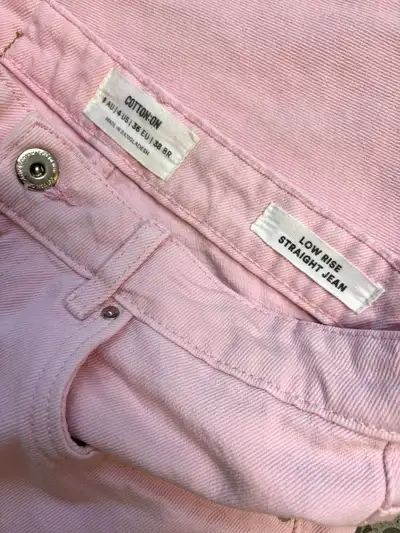 COTTON:ON
8 AU | 4 US | 36 EU | 38 BR
MADE IN BANGLADESH
LOW RISE
STRAIGHT JEAN